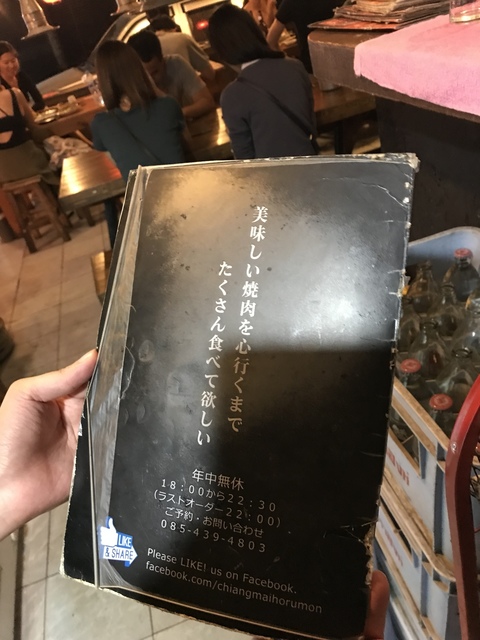 美味しい焼肉を心行くまで
たくさん食べて欲しい
年中無休
18:00から22:30
(ラストオーダー22:00)
ご予約・お問い合わせ
085-439-4803
LIKE
& SHARE
Please LIKE! us on Facebook.
facebook.com/chiangmaihorumon